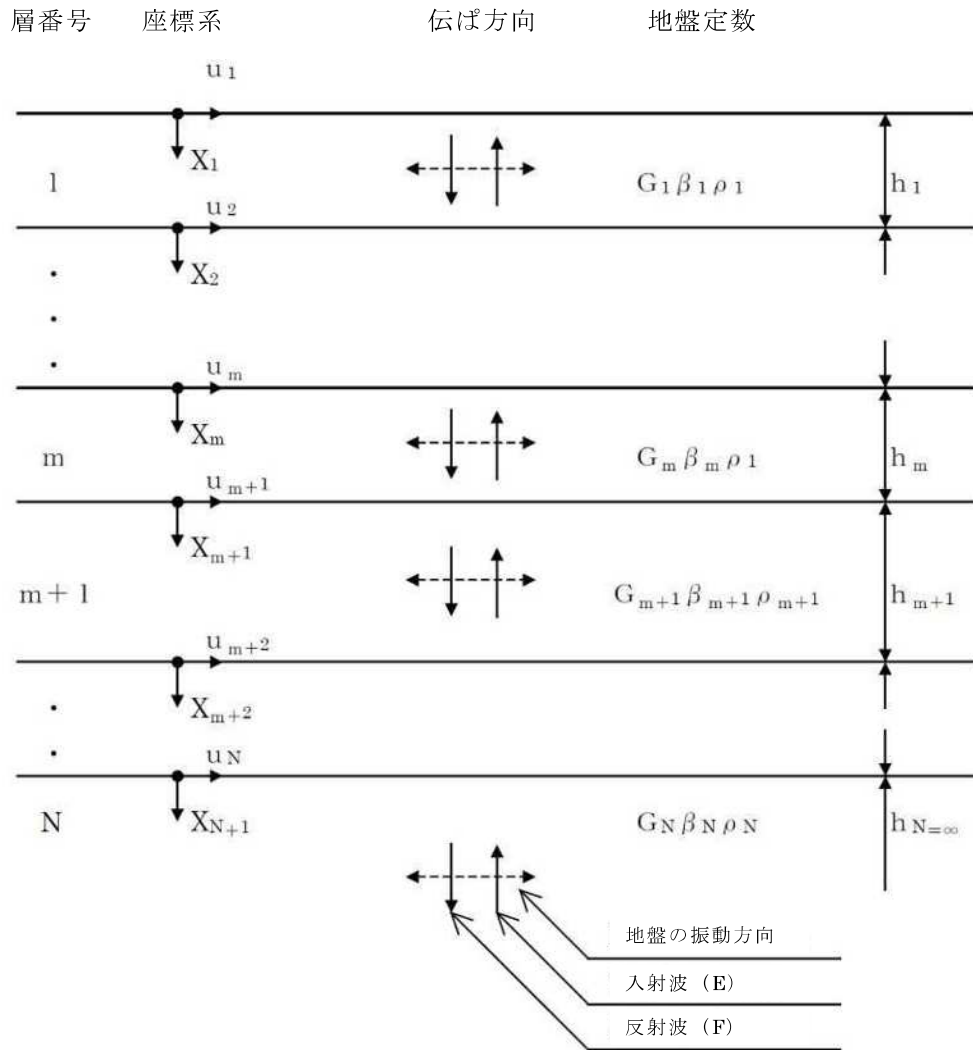 層番号 座標系 伝ぱ方向 地盤定数
u1
X1
1 G1β1ρ1 h1
u2
X2
・
・
・
um
Xm
m Gmβmρ1 hm
um+1
Xm+1
m+1 Gm+1βm+1ρm+1 hm+1
um+2
Xm+2
・
・
uN
N XN+1 GNβNρN hN=∞
地盤の振動方向
入射波(E)
反射波(F)